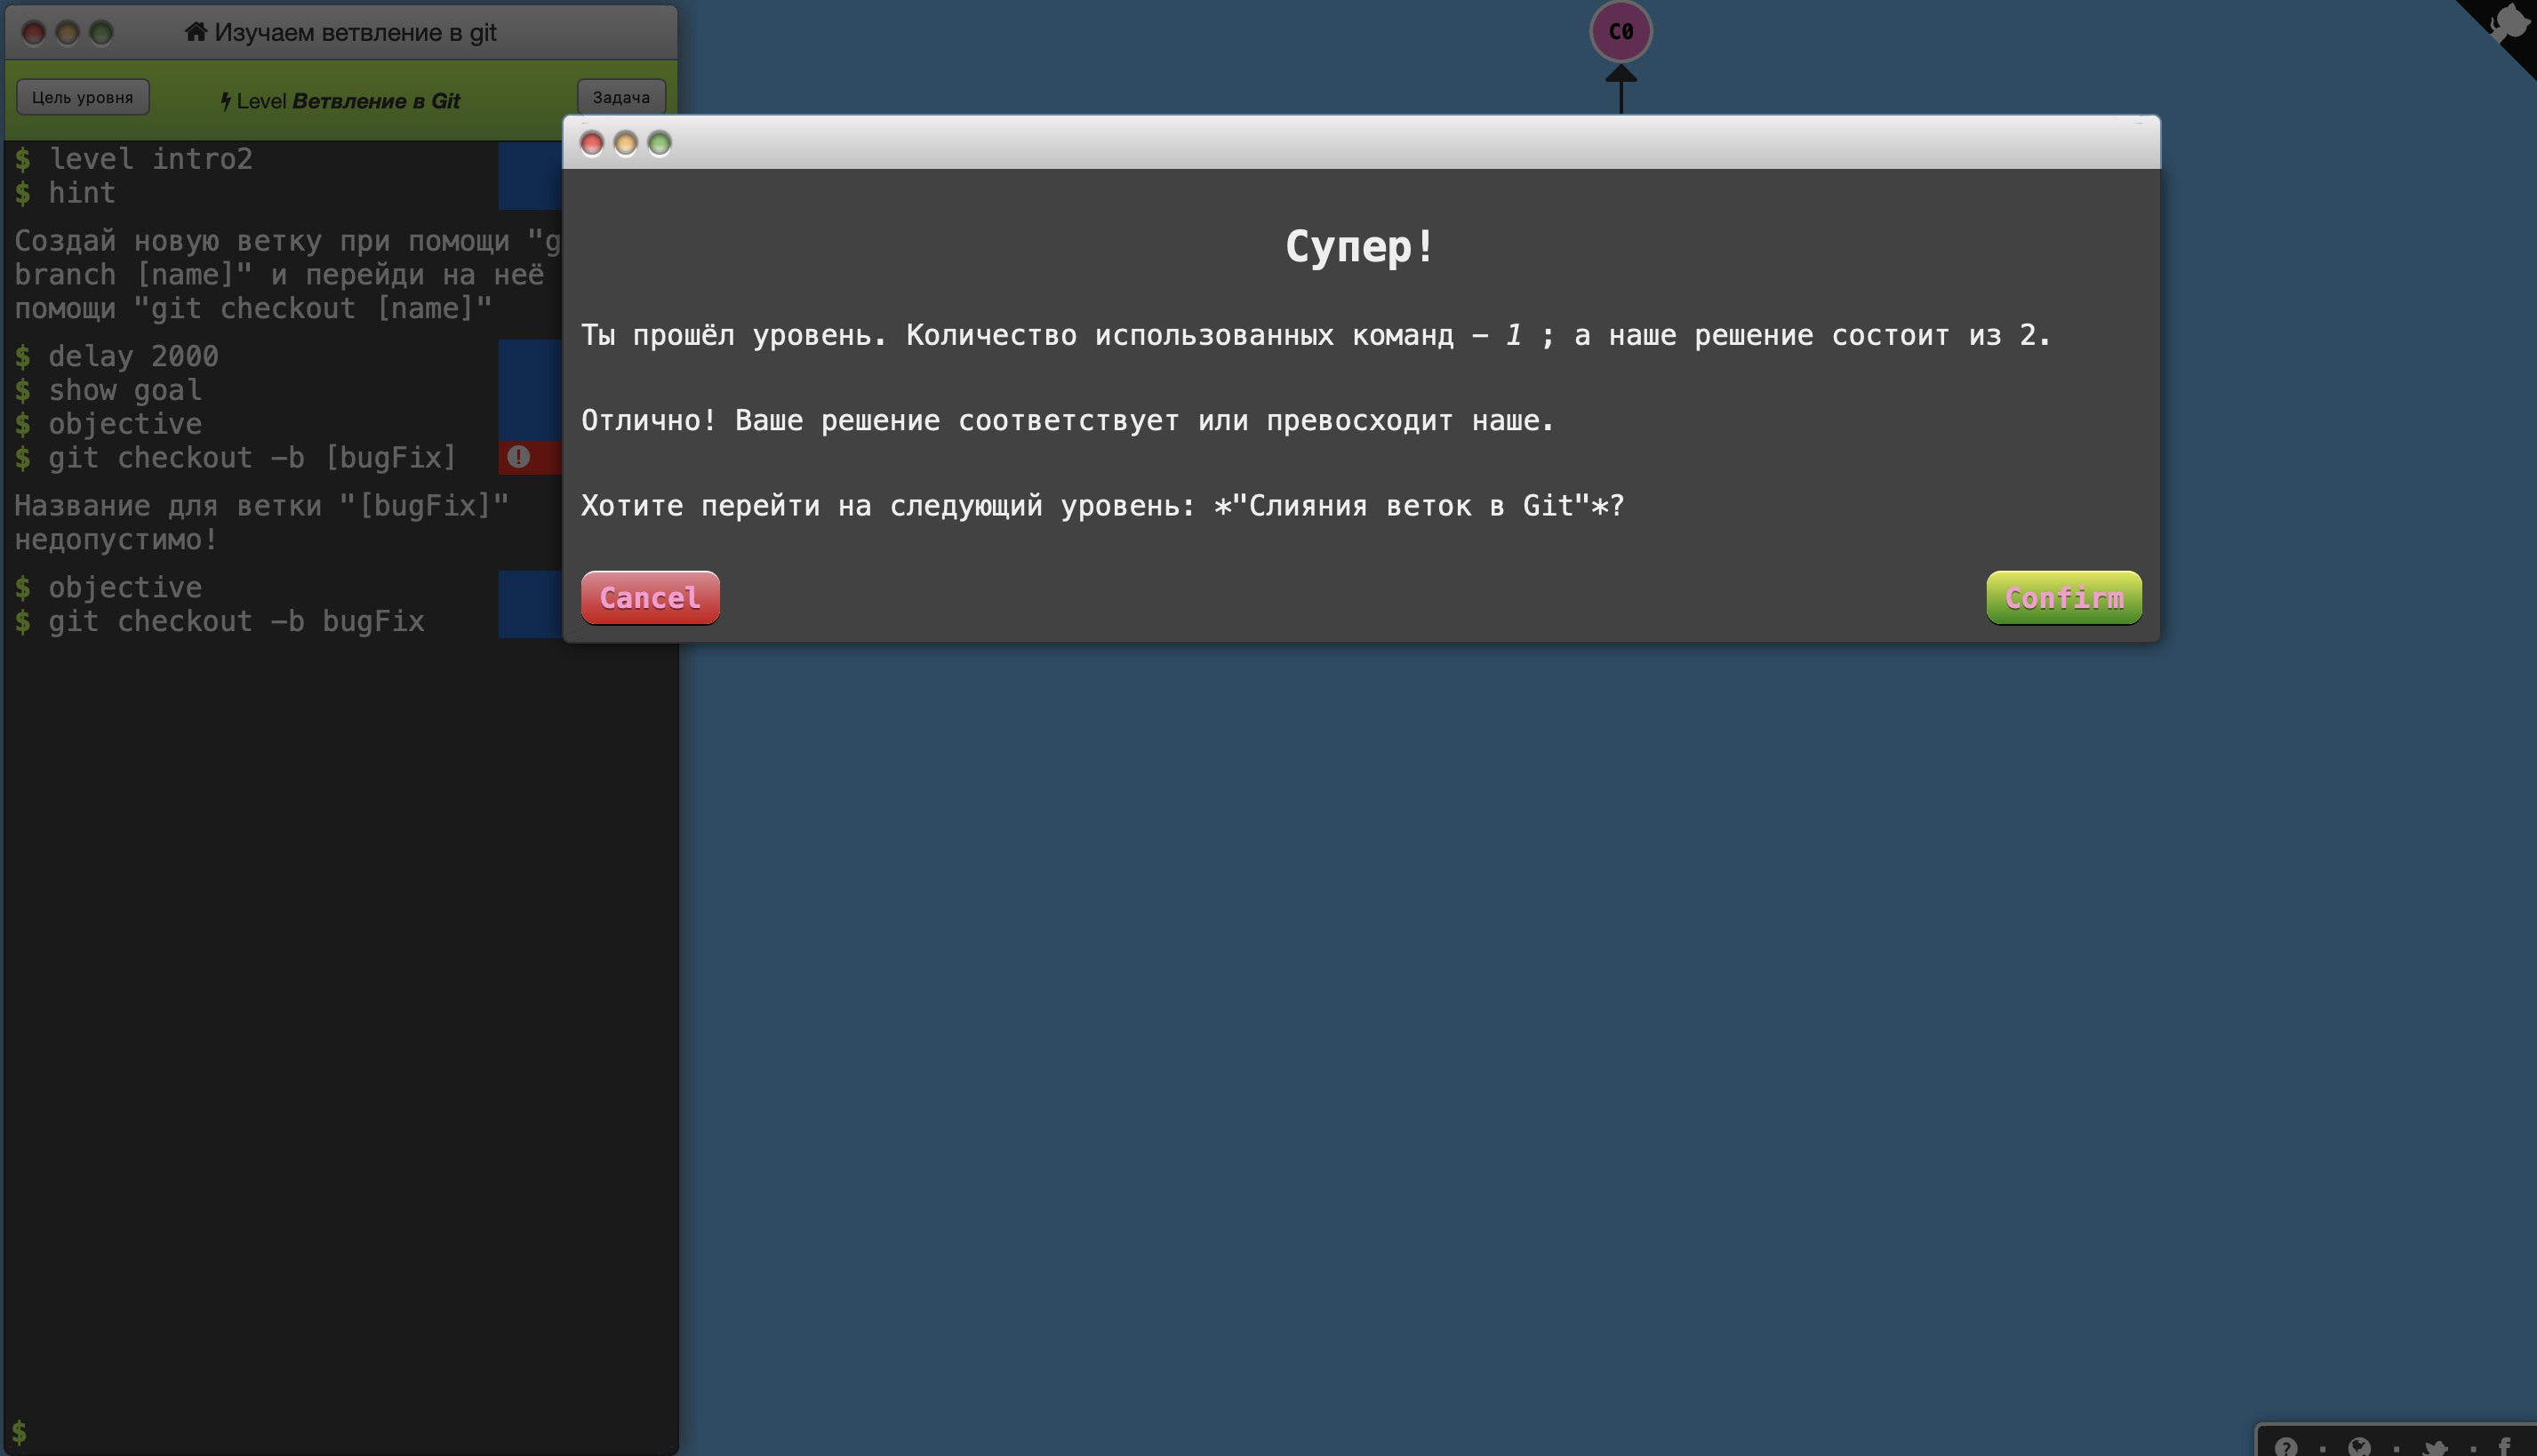 Изучаем ветвление в git
Цель уровня
Level Ветвление в Git
Задача
C0
$ level intro2
$ hint
Создай новую ветку при помощи "g
branch [name]" и перейди на неё
помощи "git checkout [name]"
$ delay 2000
$ show goal
$ objective
$ git checkout -b [bugFix]
Название для ветки "[bugFix]"
недопустимо!
$ objective
$ git checkout -b bugFix
$
Супер!
Ты прошёл уровень. Количество использованных команд - 1 ; а наше решение состоит из 2.
Отлично! Ваше решение соответствует или превосходит наше.
Хотите перейти на следующий уровень: *"Слияния веток в Git"*?
Cancel
Confirm